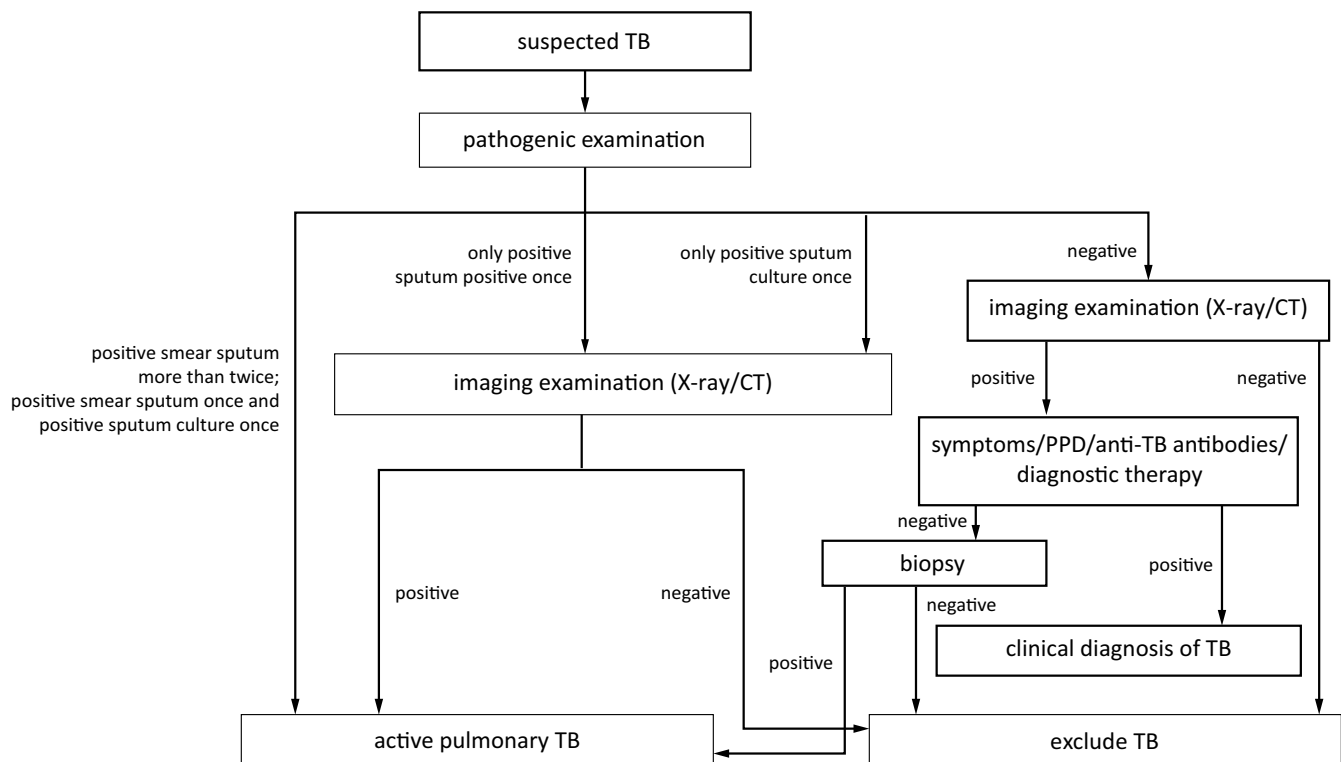 suspected TB
pathogenic examination
only positive
sputum positive once
only positive sputum
culture once
negative
imaging examination (X-ray/CT)
positive smear sputum
more than twice;
positive smear sputum once and
positive sputum culture once
imaging examination (X-ray/CT)
positive
negative
symptoms/PPD/anti-TB antibodies/
diagnostic therapy
negative
biopsy
positive
positive
negative
negative
clinical diagnosis of TB
positive
active pulmonary TB
exclude TB